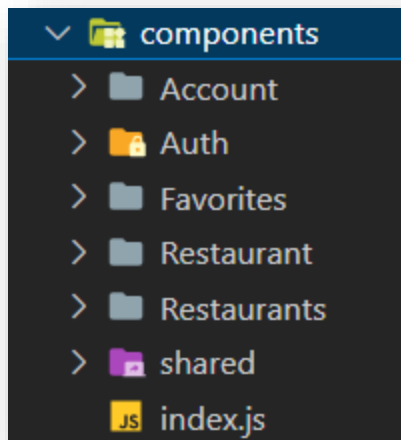 components
Account
Auth
Favorites
Restaurant
Restaurants
shared
JS index.js